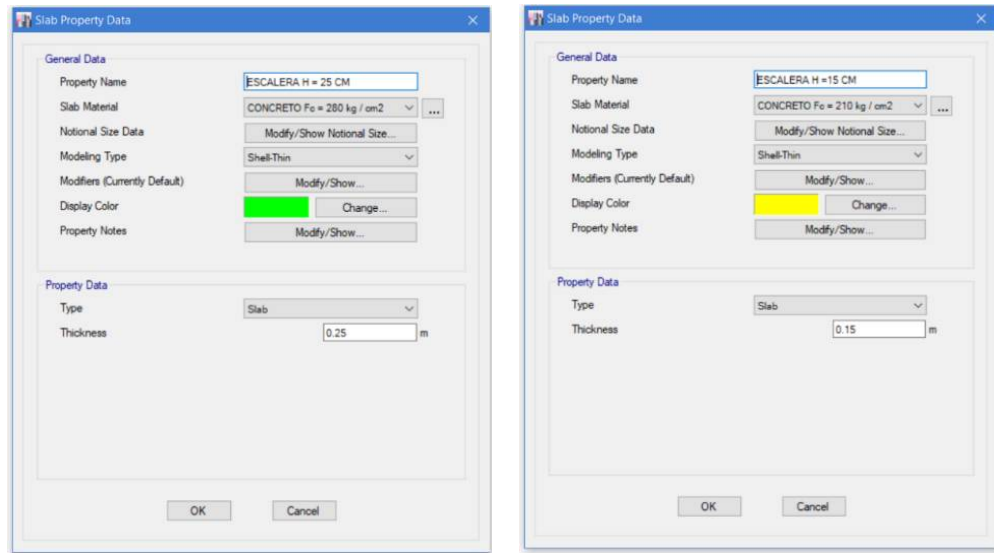 Slab Property Data
General Data
Property Name ESCALERA H = 25 CM
Slab Material CONCRETO Fc = 280 kg / cm2 ...
Notional Size Data Modify/Show Notional Size...
Modeling Type Shell-Thin
Modifiers (Currently Default) Modify/Show...
Display Color Change...
Property Notes Modify/Show...
Property Data
Type Slab
Thickness 0.25 m
OK Cancel
Slab Property Data
General Data
Property Name ESCALERA H =15 CM
Slab Material CONCRETO Fc = 210 kg / cm2 ...
Notional Size Data Modify/Show Notional Size...
Modeling Type Shell-Thin
Modifiers (Currently Default) Modify/Show...
Display Color Change...
Property Notes Modify/Show...
Property Data
Type Slab
Thickness 0.15 m
OK Cancel